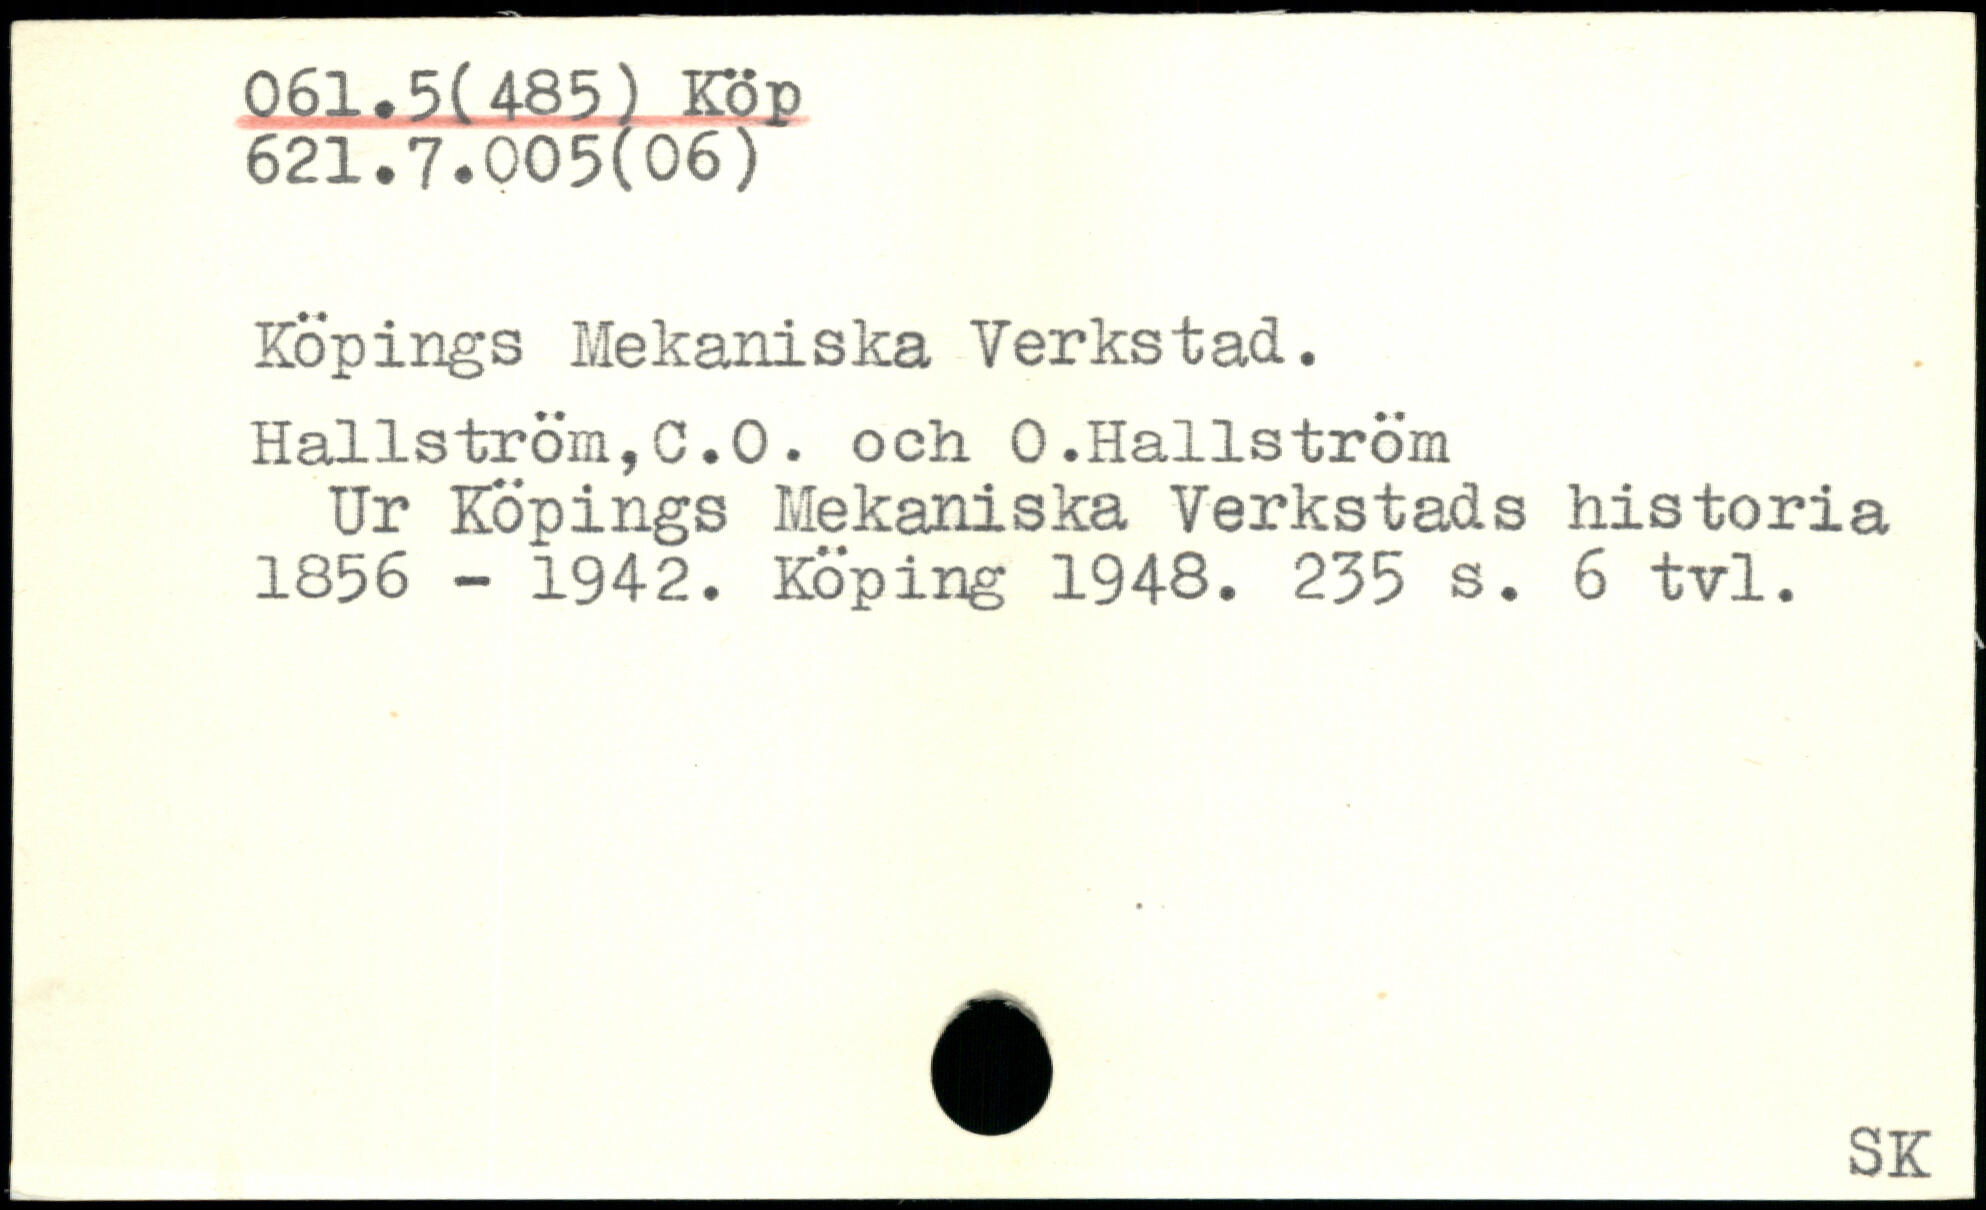 061.5(485) Köp
621.7.005(06)
Köpings Mekaniska Verkstad.
Hallström,C.O. och O.Hallström
Ur Köpings Mekaniska Verkstads historia
1856 - 1942. Köping 1948. 235 s. 6 tvl.
SK